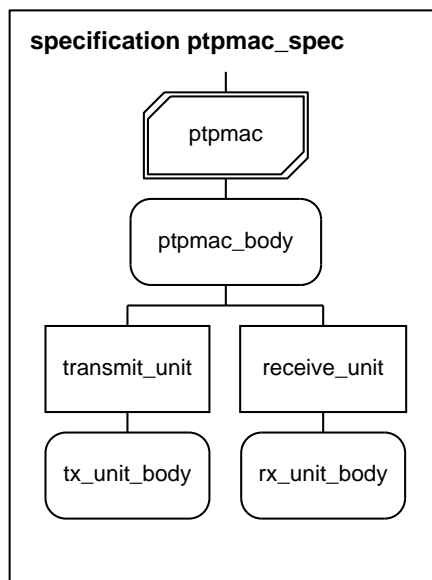 specification ptpmac_spec
ptpmac
ptpmac_body
transmit_unit
receive_unit
tx_unit_body
rx_unit_body